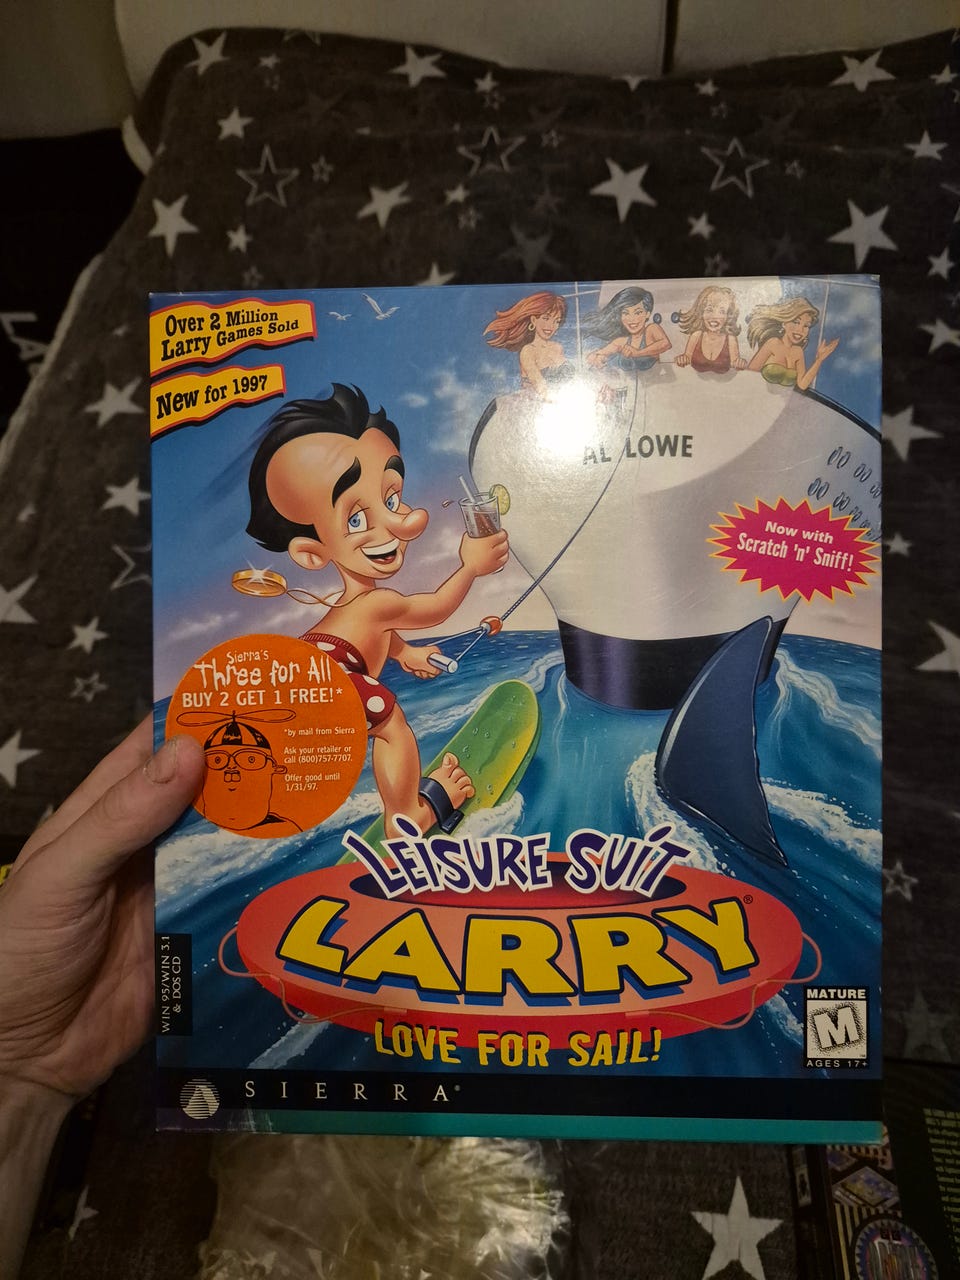 Over 2 Million
Larry Games Sold
New for 1997
AL LOWE
Now with
Scratch 'n' Sniff!
Sierra's
Three for All
BUY 2 GET 1 FREE!*
*by mail from Sierra
Ask your retailer or
call (800)757-7707.
Offer good until
1/31/97.
LEISURE SUIT
LARRY®
LOVE FOR SAIL!
WIN 95/WIN 3.1
& DOS CD
MATURE
M
AGES 17+
SIERRA®